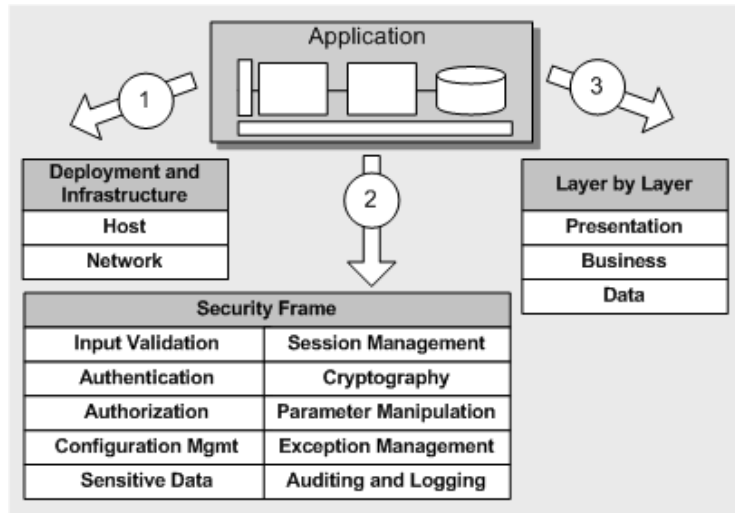 Application
1
3
2
Deployment and
Infrastructure
Host
Network
Layer by Layer
Presentation
Business
Data
Security Frame
Input Validation
Session Management
Authentication
Cryptography
Authorization
Parameter Manipulation
Configuration Mgmt
Exception Management
Sensitive Data
Auditing and Logging